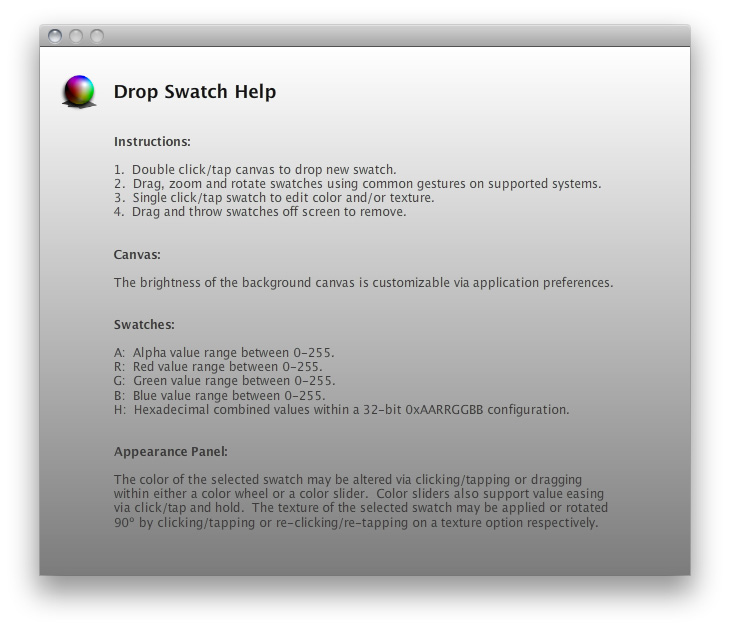 Drop Swatch Help
Instructions:
1.  Double click/tap canvas to drop new swatch.
2.  Drag, zoom and rotate swatches using common gestures on supported systems.
3.  Single click/tap swatch to edit color and/or texture.
4.  Drag and throw swatches off screen to remove.
Canvas:
The brightness of the background canvas is customizable via application preferences.
Swatches:
A:  Alpha value range between 0-255.
R:  Red value range between 0-255.
G:  Green value range between 0-255.
B:  Blue value range between 0-255.
H:  Hexadecimal combined values within a 32-bit 0xAARRGGBB configuration.
Appearance Panel:
The color of the selected swatch may be altered via clicking/tapping or dragging
within either a color wheel or a color slider.  Color sliders also support value easing
via click/tap and hold.  The texture of the selected swatch may be applied or rotated
90º by clicking/tapping or re-clicking/re-tapping on a texture option respectively.